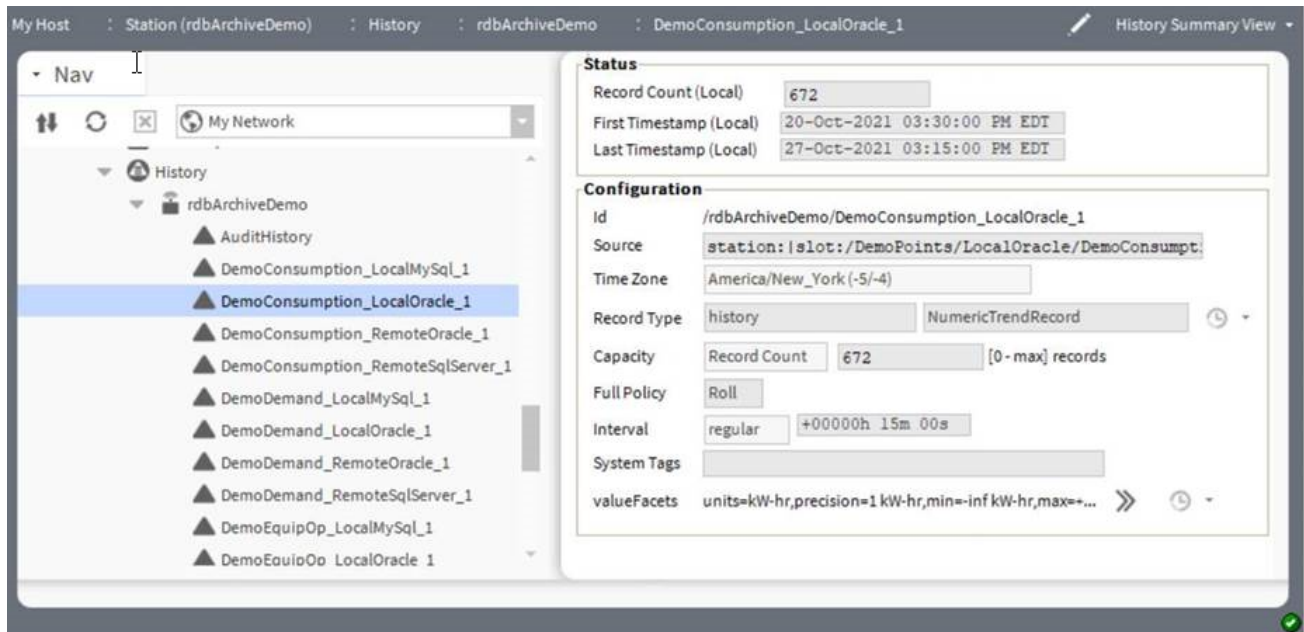 My Host : Station (rdbArchiveDemo) : History : rdbArchiveDemo : DemoConsumption_LocalOracle_1 History Summary View
Nav
My Network
History
rdbArchiveDemo
AuditHistory
DemoConsumption_LocalMySql_1
DemoConsumption_LocalOracle_1
DemoConsumption_RemoteOracle_1
DemoConsumption_RemoteSqlServer_1
DemoDemand_LocalMySql_1
DemoDemand_LocalOracle_1
DemoDemand_RemoteOracle_1
DemoDemand_RemoteSqlServer_1
DemoEquipOp_LocalMySql_1
DemoEquipOp_LocalOracle_1
Status
Record Count (Local) 672
First Timestamp (Local) 20-Oct-2021 03:30:00 PM EDT
Last Timestamp (Local) 27-Oct-2021 03:15:00 PM EDT
Configuration
Id /rdbArchiveDemo/DemoConsumption_LocalOracle_1
Source station:|slot:/DemoPoints/LocalOracle/DemoConsumpt
Time Zone America/New_York (-5/-4)
Record Type history NumericTrendRecord
Capacity Record Count 672 [0 - max] records
Full Policy Roll
Interval regular +00000h 15m 00s
System Tags
valueFacets units=kW-hr,precision=1 kW-hr,min=-inf kW-hr,max=+...